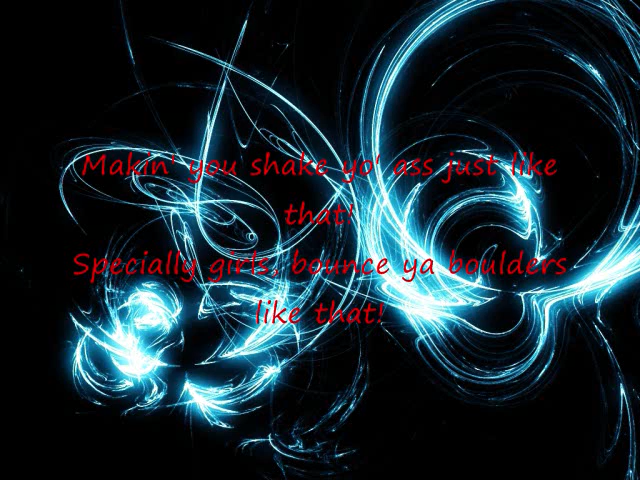 Makin' you shake yo' ass just like
that!
Specially girls, bounce ya boulders
like that!